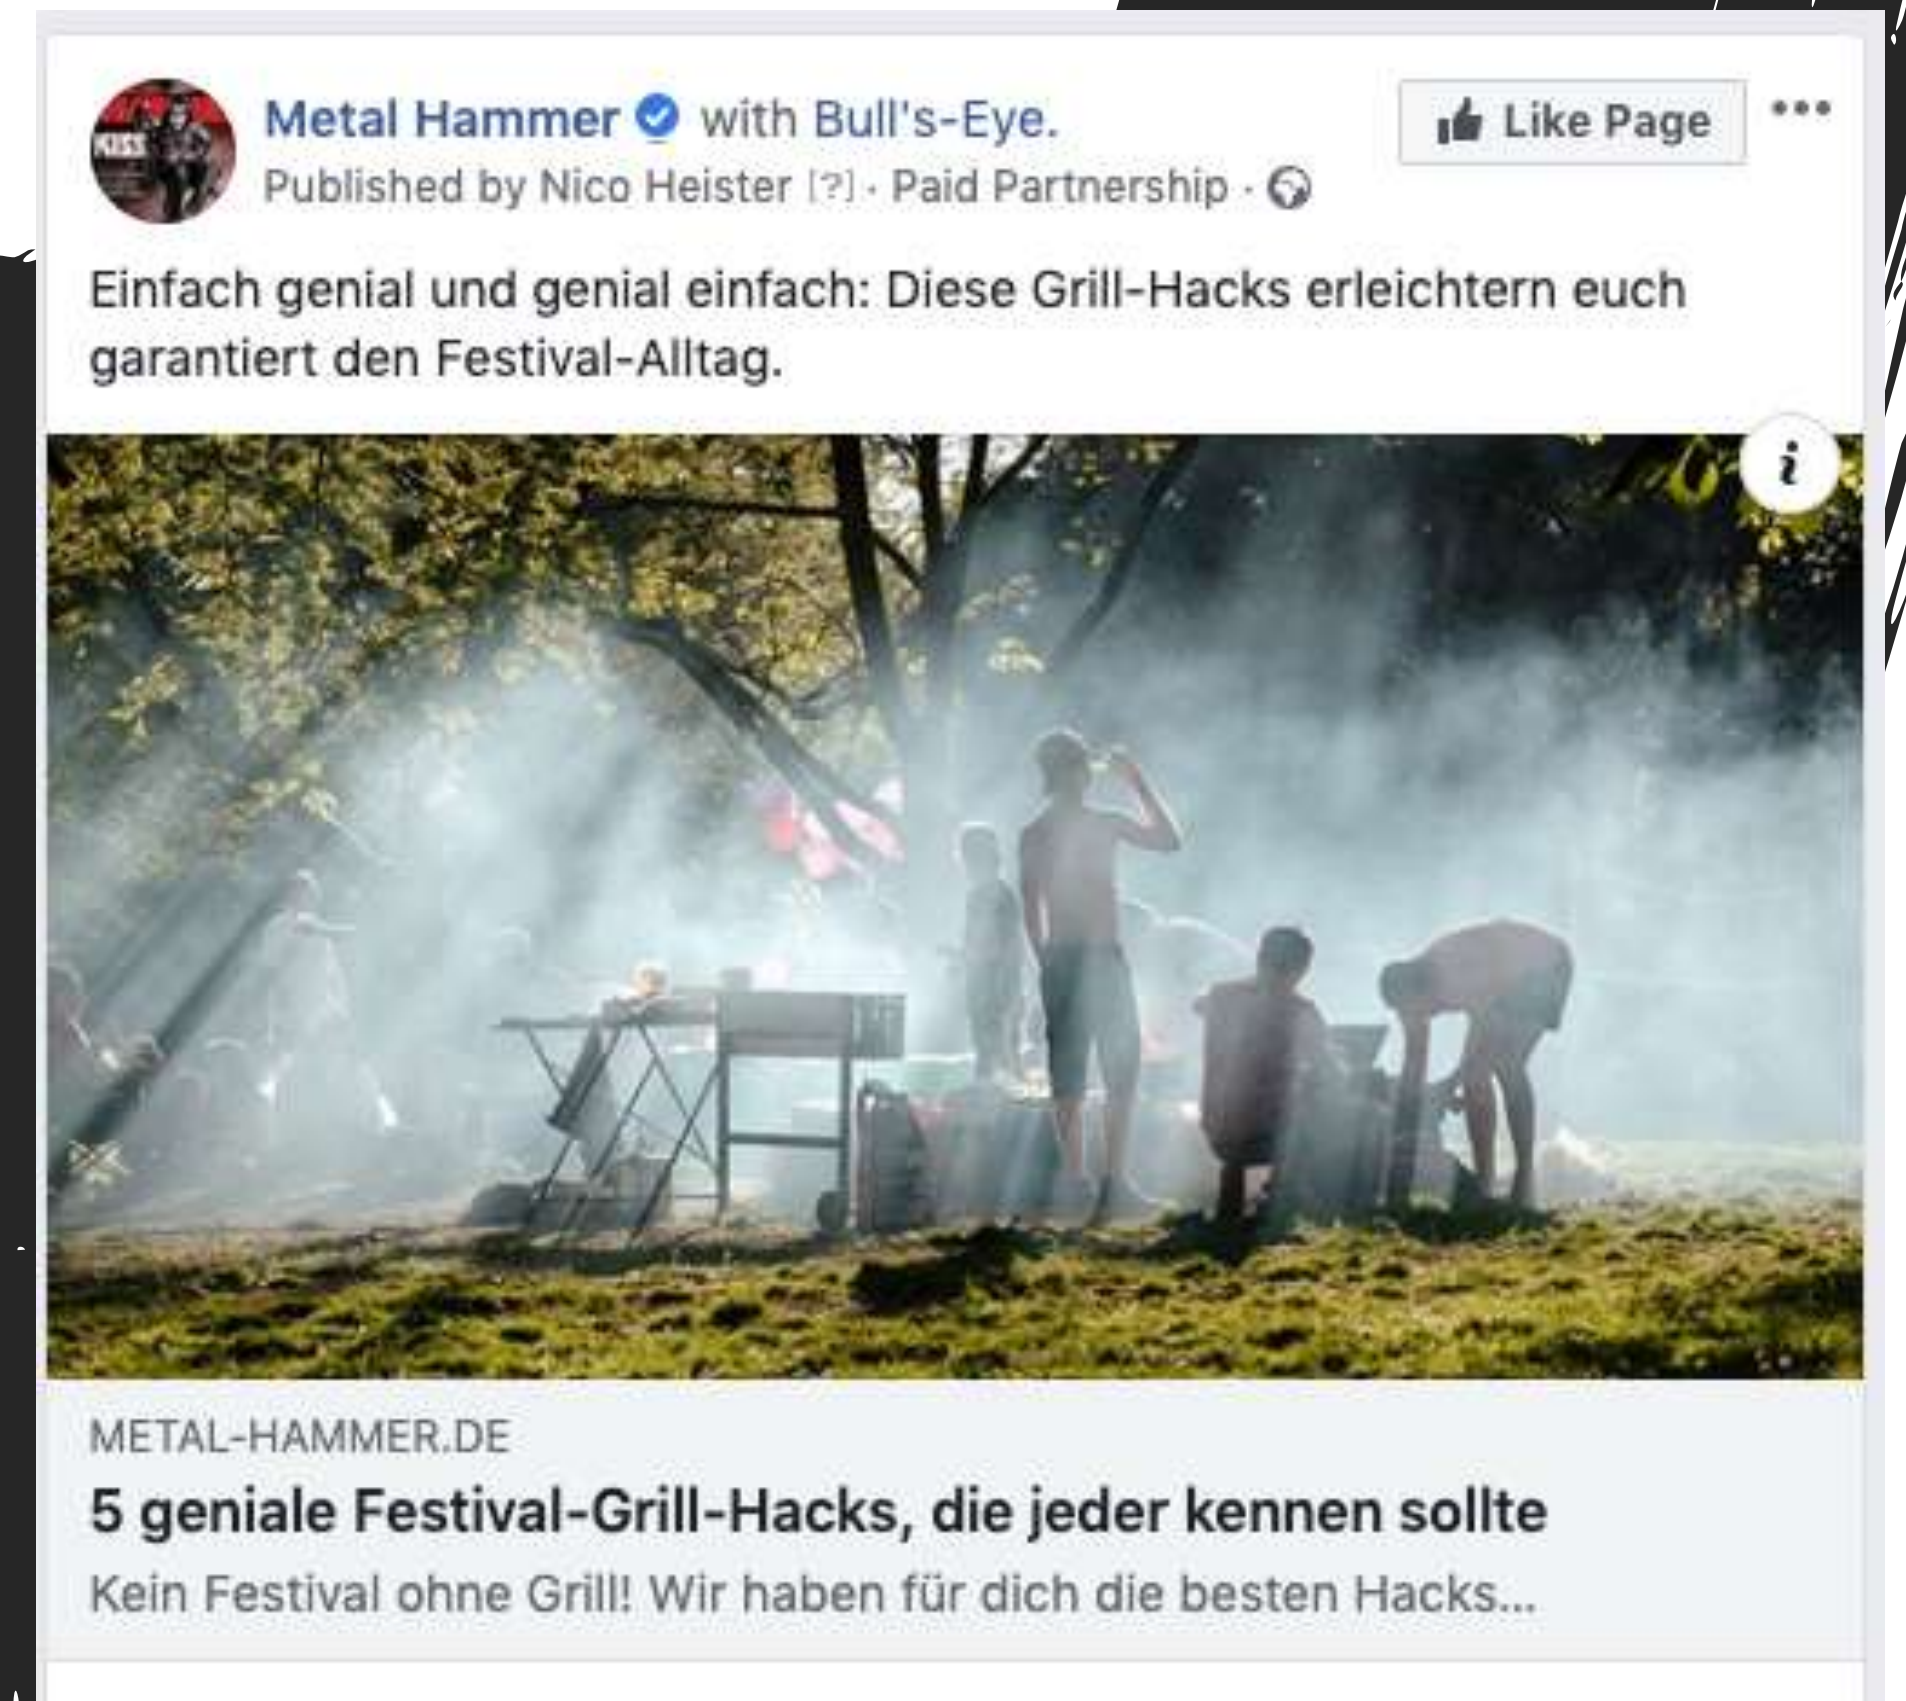 KISS
Metal Hammer with Bull's-Eye.
Like Page
Published by Nico Heister [?] · Paid Partnership ·
Einfach genial und genial einfach: Diese Grill-Hacks erleichtern euch
garantiert den Festival-Alltag.
i
METAL-HAMMER.DE
5 geniale Festival-Grill-Hacks, die jeder kennen sollte
Kein Festival ohne Grill! Wir haben für dich die besten Hacks...